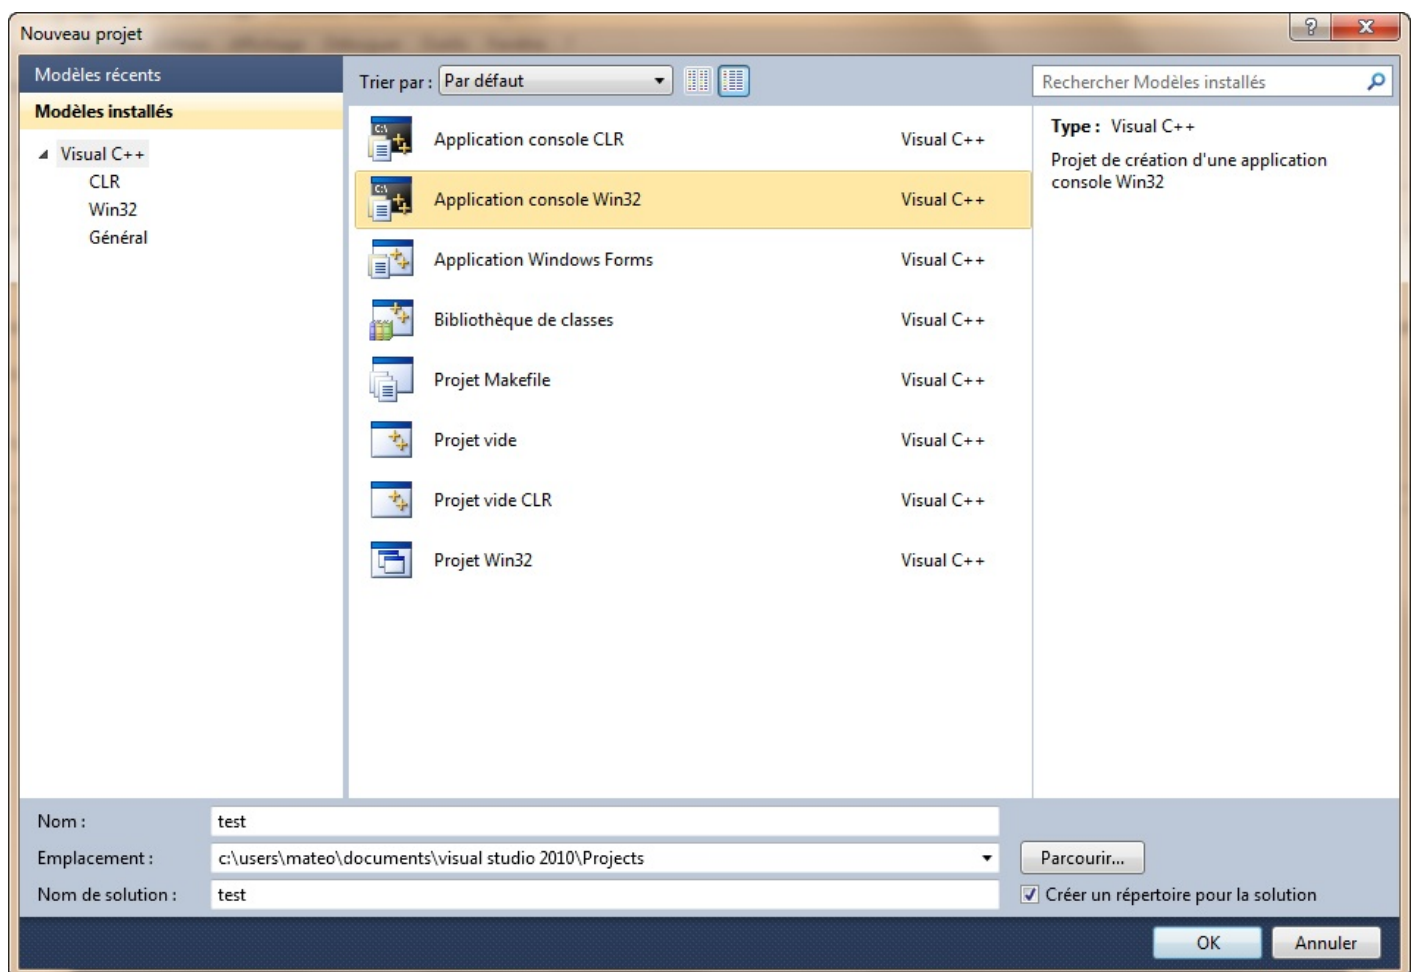 Nouveau projet
Modèles récents
Modèles installés
Visual C++
CLR
Win32
Général
Trier par : Par défaut
Application console CLR Visual C++
Application console Win32 Visual C++
Application Windows Forms Visual C++
Bibliothèque de classes Visual C++
Projet Makefile Visual C++
Projet vide Visual C++
Projet vide CLR Visual C++
Projet Win32 Visual C++
Rechercher Modèles installés
Type : Visual C++
Projet de création d'une application
console Win32
Nom : test
Emplacement : c:\users\mateo\documents\visual studio 2010\Projects Parcourir...
Nom de solution : test Créer un répertoire pour la solution
OK Annuler